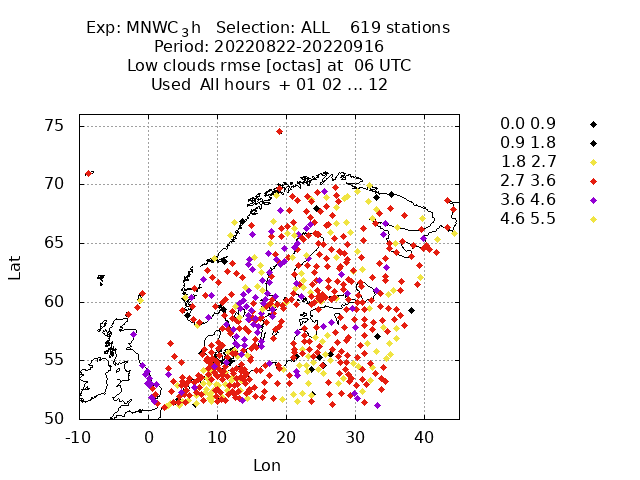 Exp: MNWC₃h   Selection: ALL    619 stations
Period: 20220822-20220916
Low clouds rmse [octas] at  06 UTC
Used  All hours  + 01 02 ... 12
0.0 0.9
0.9 1.8
1.8 2.7
2.7 3.6
3.6 4.6
4.6 5.5
75
70
65
60
55
50
Lat
-10 0 10 20 30 40
Lon